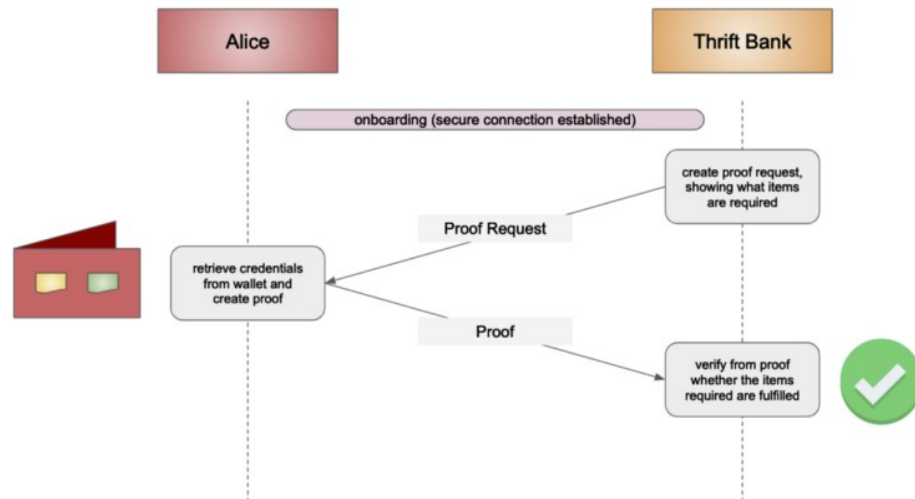 Alice
Thrift Bank
onboarding (secure connection established)
create proof request,
showing what items
are required
Proof Request
retrieve credentials
from wallet and
create proof
Proof
verify from proof
whether the items
required are fulfilled